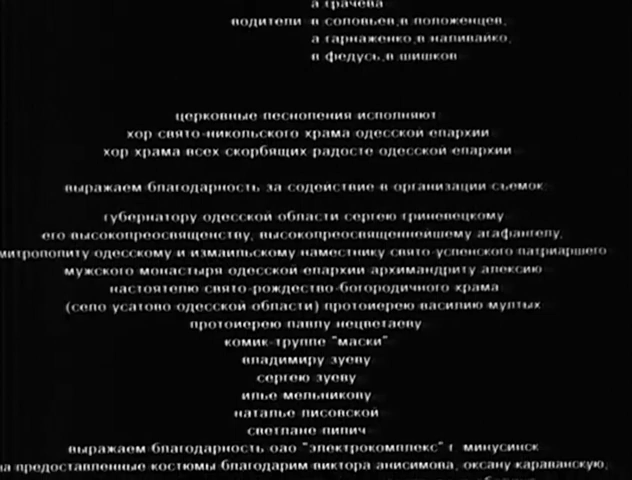 а грачева
водители в соловьев,в положенцев,
а гарнаженко,в наливайко,
в федусь,в шишков
церковные песнопения исполняют
хор свято-никольского храма одесской епархии
хор храма всех скорбящих радосте одесской епархии
выражаем благодарность за содействие в организации сьемок:
губернатору одесской области сергею гриневецкому
его высокопреосвященству, высокопреосвященнейшему агафангелу,
митрополиту одесскому и измаильскому наместнику свято-успенского патриаршего
мужского монастыря одесской епархии архимандриту алексию
настоятелю свято-рождество-богородичного храма
(село усатово одесской области) протоиерею василию мултых
протоиерею павлу нецветаеву
комик-труппе "маски"
владимиру зуеву
сергею зуеву
илье мельникову
наталье лисовской
светлане пипич
выражаем благодарность оао "электрокомплекс" г минусинск
за предоставленные костюмы благодарим виктора анисимова, оксану караванскую,